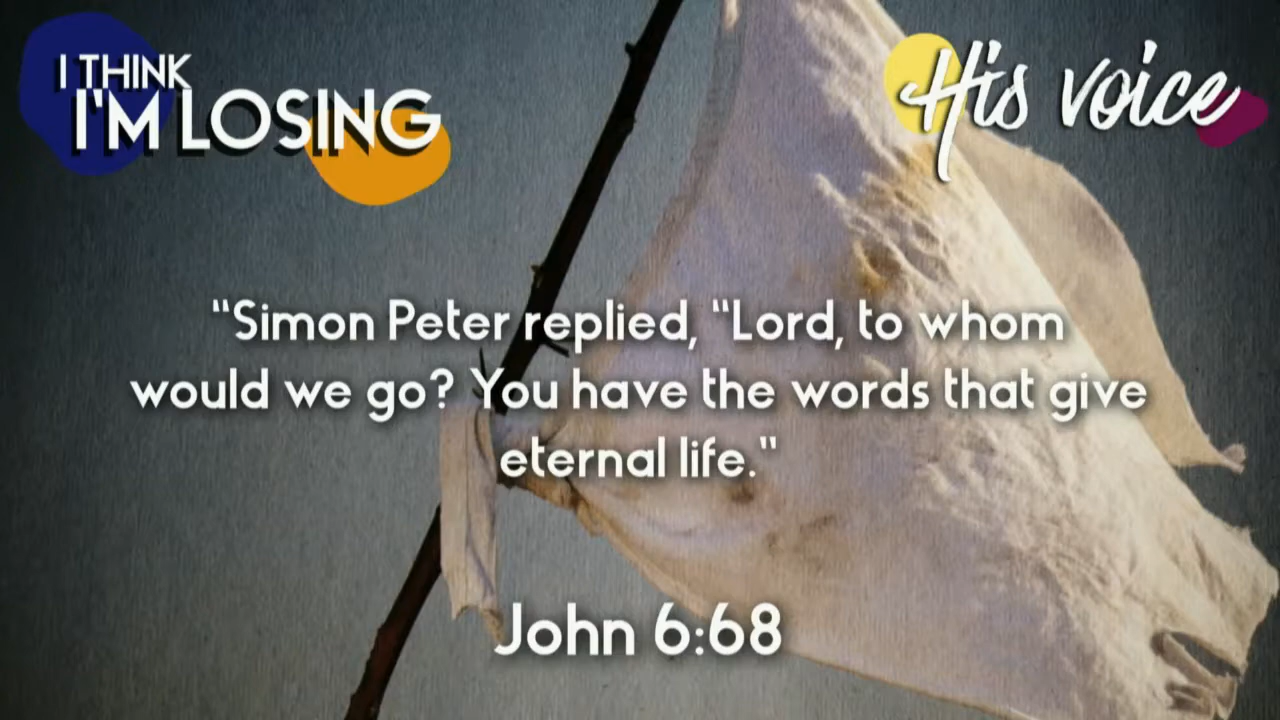 I THINK
I'M LOSING
His voice
"Simon Peter replied, "Lord, to whom
would we go? You have the words that give
eternal life."
John 6:68